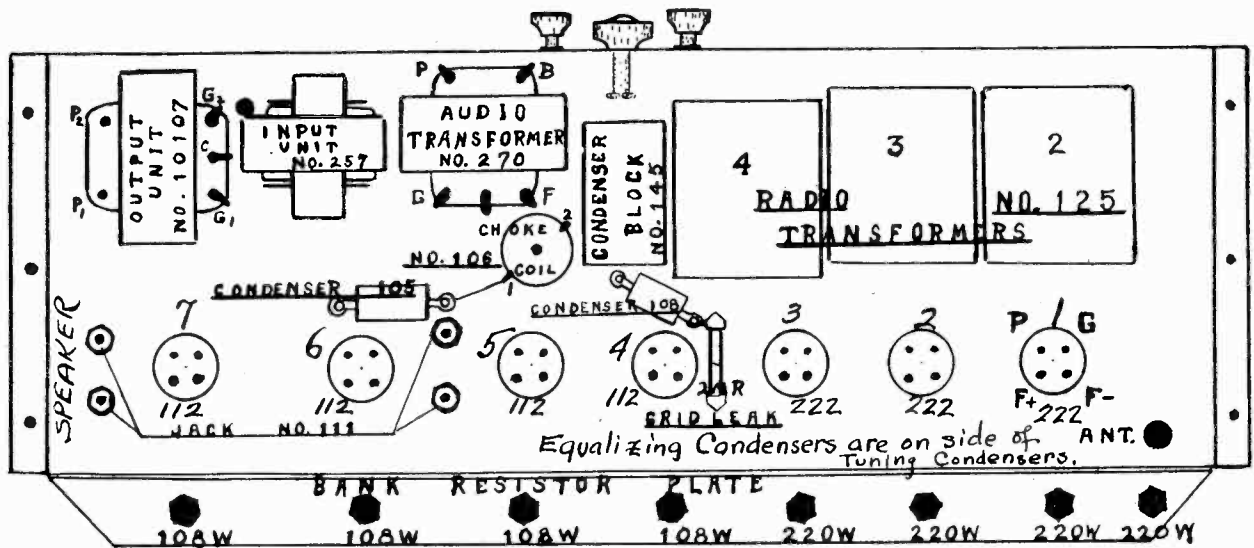 P B
P2 G2
OUTPUT UNIT NO. 10107
C
P1 G1
INPUT
UNIT
NO. 257
AUDIO
TRANSFORMER
NO. 270
G F
CONDENSER
BLOCK
NO. 145
4 3 2
RADIO NO. 125
TRANSFORMERS
2
CHOKE
COIL
1
NO. 106
CONDENSER 105
CONDENSER 108
SPEAKER
7 6 5 4 3 2 1
P G
F+ F-
112 112 112 112 222 222 222
JACK NO. 111
GRID LEAK
ANT.
Equalizing Condensers are on side of
Tuning Condensers.
BANK RESISTOR PLATE
108W 108W 108W 108W 220W 220W 220W 220W